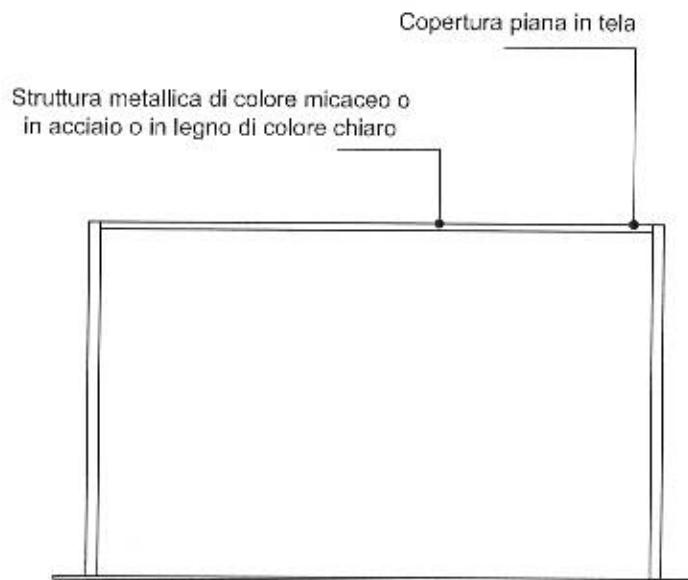 Copertura piana in tela
Struttura metallica di colore micaceo o
in acciaio o in legno di colore chiaro